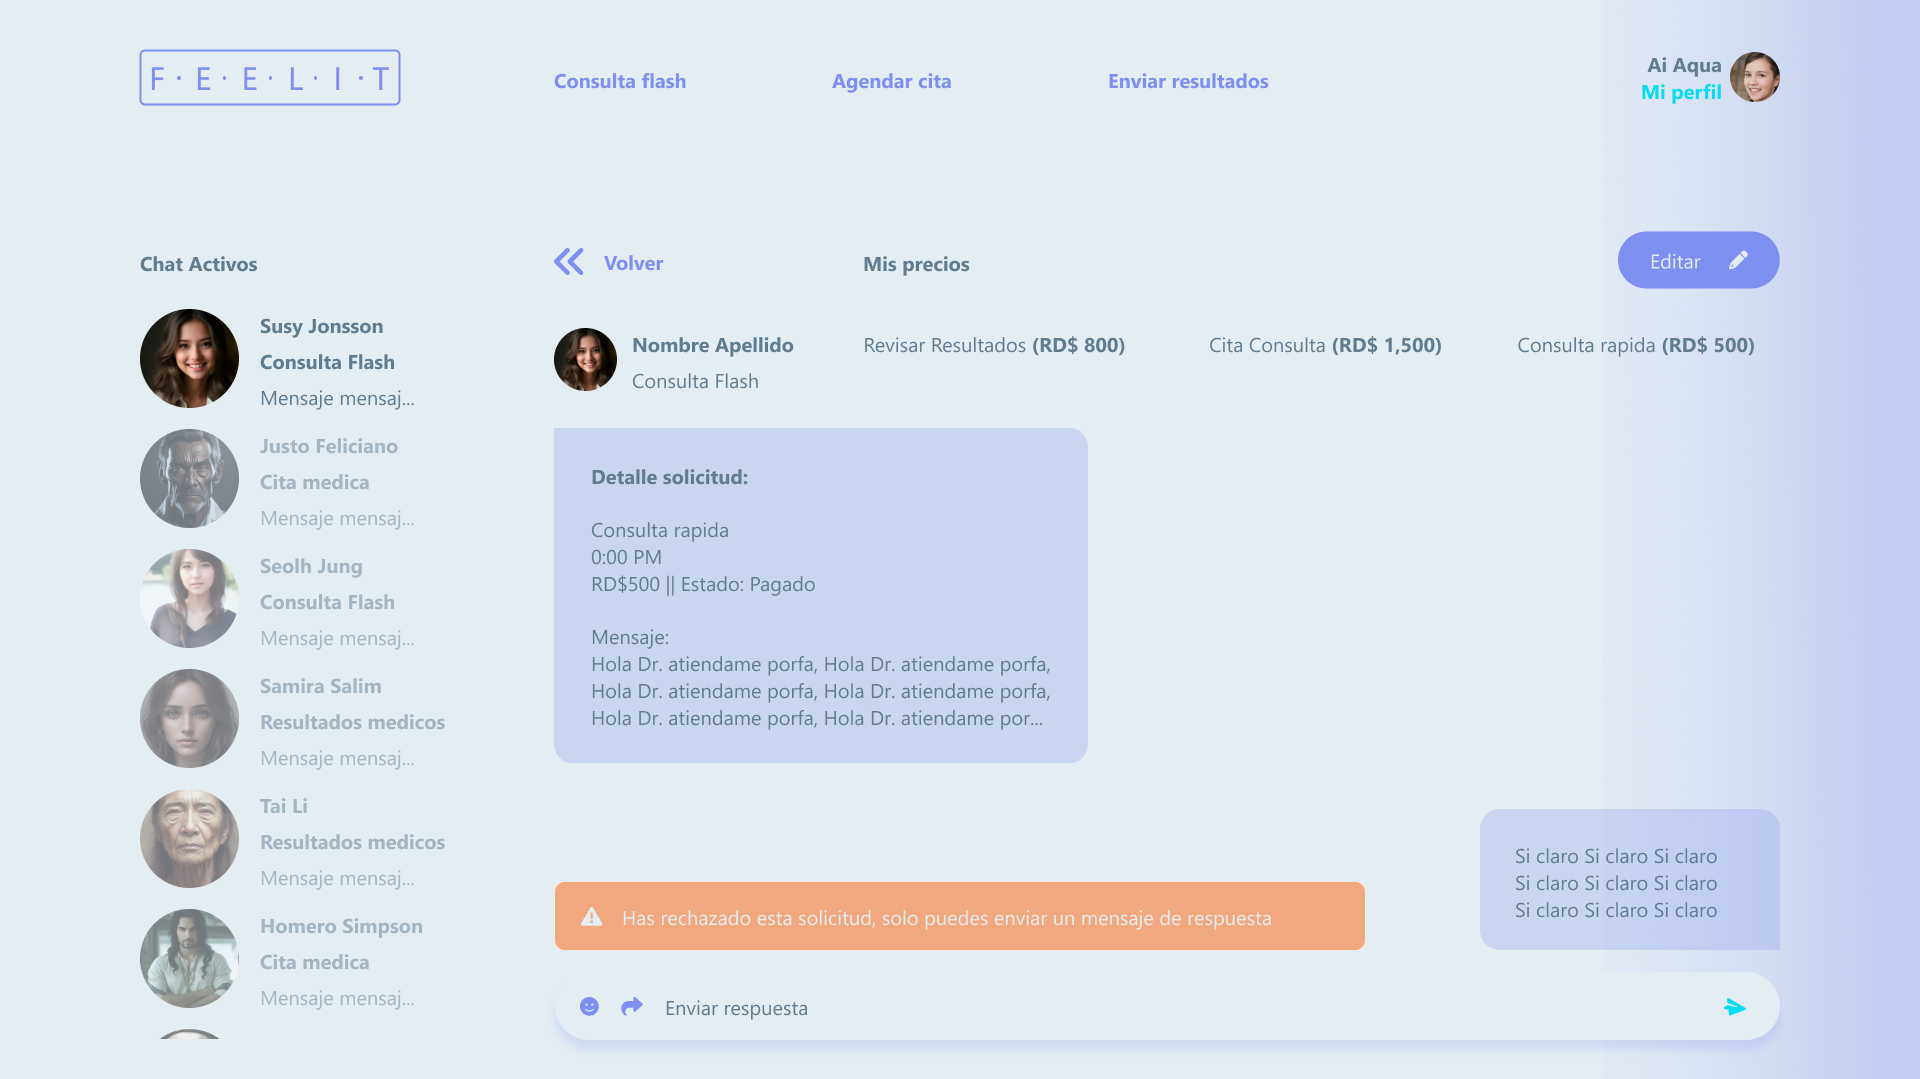 F·E·E·L·I·T
Consulta flash
Agendar cita
Enviar resultados
Ai Aqua
Mi perfil
Chat Activos
Susy Jonsson
Consulta Flash
Mensaje mensaj...
Justo Feliciano
Cita medica
Mensaje mensaj...
Seolh Jung
Consulta Flash
Mensaje mensaj...
Samira Salim
Resultados medicos
Mensaje mensaj...
Tai Li
Resultados medicos
Mensaje mensaj...
Homero Simpson
Cita medica
Mensaje mensaj...
Volver
Mis precios
Editar
Nombre Apellido
Consulta Flash
Revisar Resultados (RD$ 800)
Cita Consulta (RD$ 1,500)
Consulta rapida (RD$ 500)
Detalle solicitud:
Consulta rapida
0:00 PM
RD$500 || Estado: Pagado
Mensaje:
Hola Dr. atiendame porfa, Hola Dr. atiendame porfa,
Hola Dr. atiendame porfa, Hola Dr. atiendame porfa,
Hola Dr. atiendame porfa, Hola Dr. atiendame por...
Si claro Si claro Si claro
Si claro Si claro Si claro
Si claro Si claro Si claro
Has rechazado esta solicitud, solo puedes enviar un mensaje de respuesta
Enviar respuesta